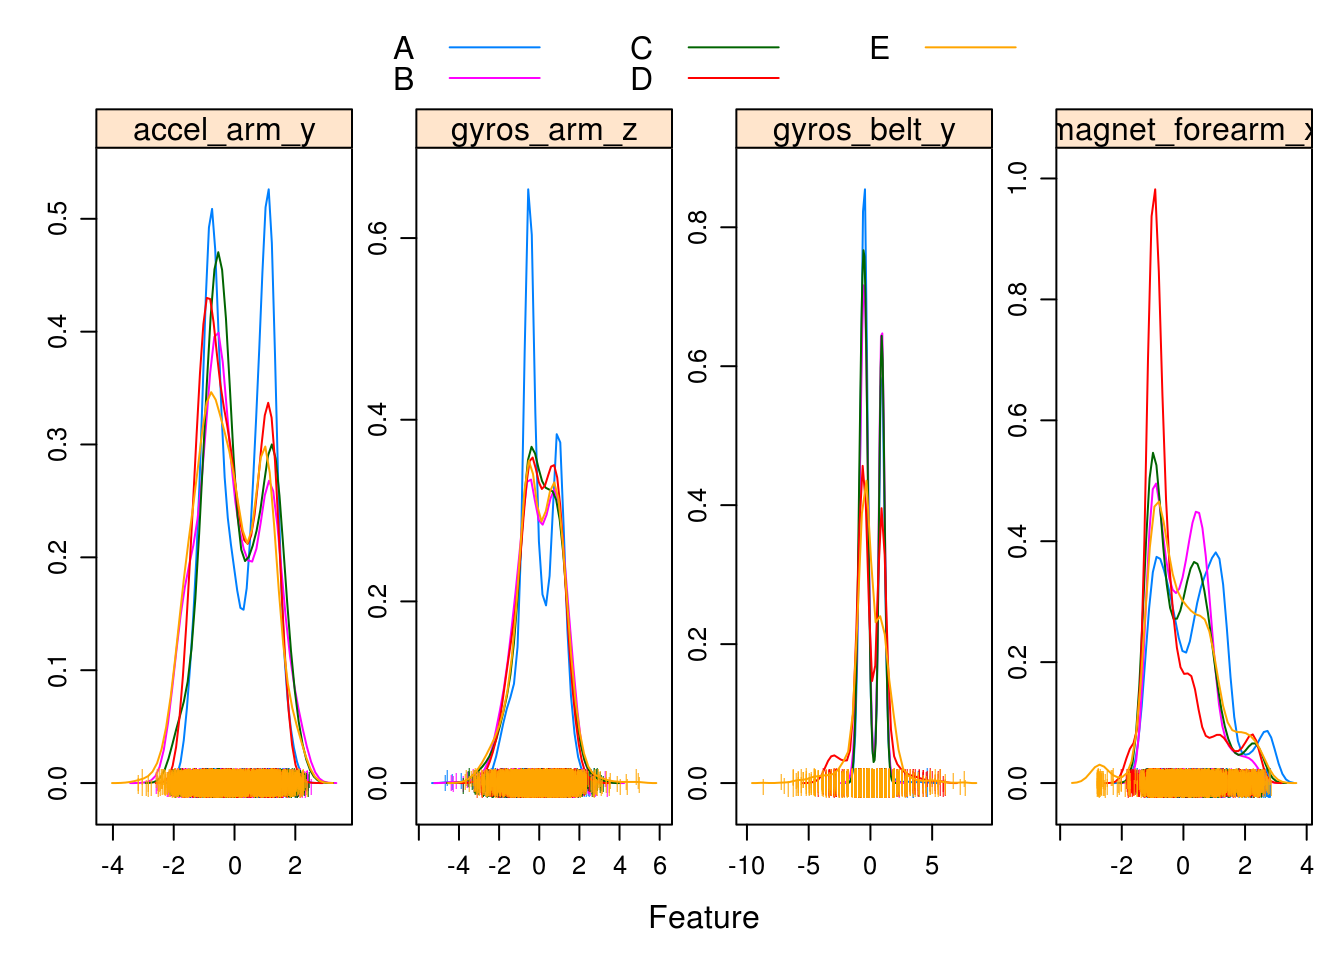 A C E
B D
accel_arm_y gyros_arm_z gyros_belt_y magnet_forearm_x
0.0 0.1 0.2 0.3 0.4 0.5
0.0 0.2 0.4 0.6
0.0 0.2 0.4 0.6 0.8
0.0 0.2 0.4 0.6 0.8 1.0
-4 -2 0 2
-4 -2 0 2 4 6
-10 -5 0 5
-2 0 2 4
Feature